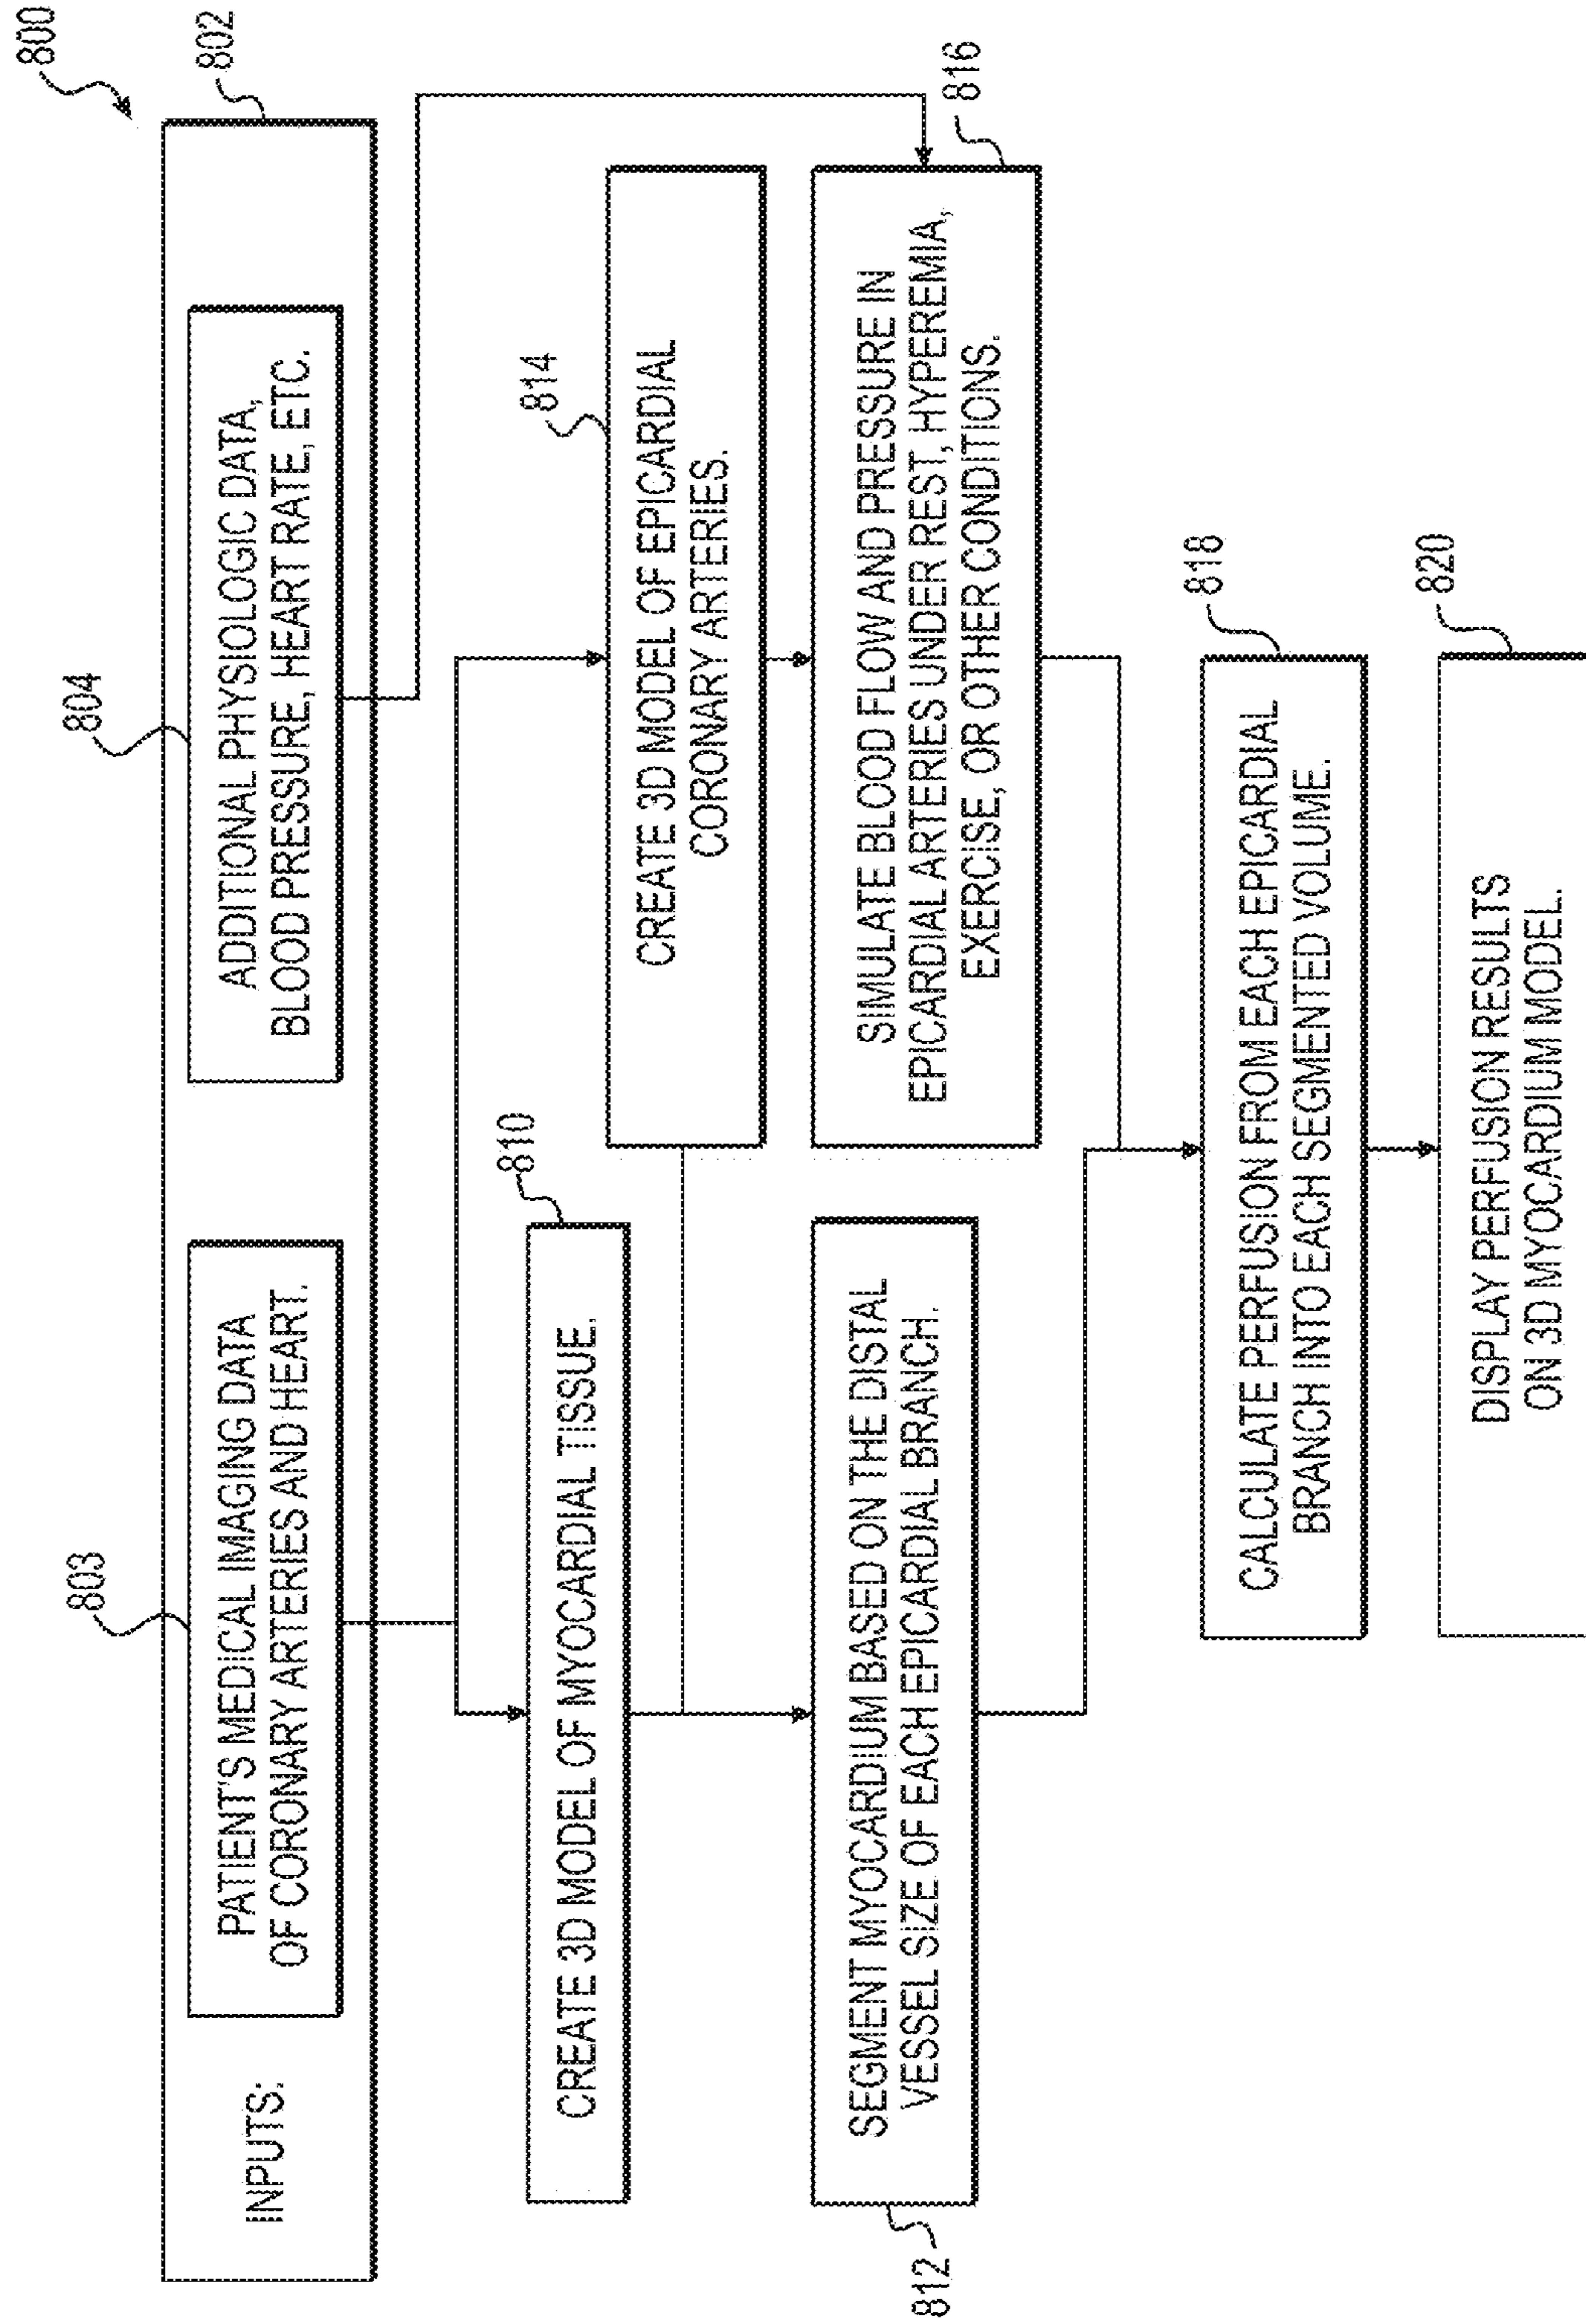 800
802
INPUTS:
803
PATIENT'S MEDICAL IMAGING DATA
OF CORONARY ARTERIES AND HEART.
804
ADDITIONAL PHYSIOLOGIC DATA,
BLOOD PRESSURE, HEART RATE, ETC.
810
CREATE 3D MODEL OF MYOCARDIAL TISSUE.
814
CREATE 3D MODEL OF EPICARDIAL
CORONARY ARTERIES.
812
SEGMENT MYOCARDIUM BASED ON THE DISTAL
VESSEL SIZE OF EACH EPICARDIAL BRANCH.
816
SIMULATE BLOOD FLOW AND PRESSURE IN
EPICARDIAL ARTERIES UNDER REST, HYPEREMIA,
EXERCISE, OR OTHER CONDITIONS.
818
CALCULATE PERFUSION FROM EACH EPICARDIAL
BRANCH INTO EACH SEGMENTED VOLUME.
820
DISPLAY PERFUSION RESULTS
ON 3D MYOCARDIUM MODEL.